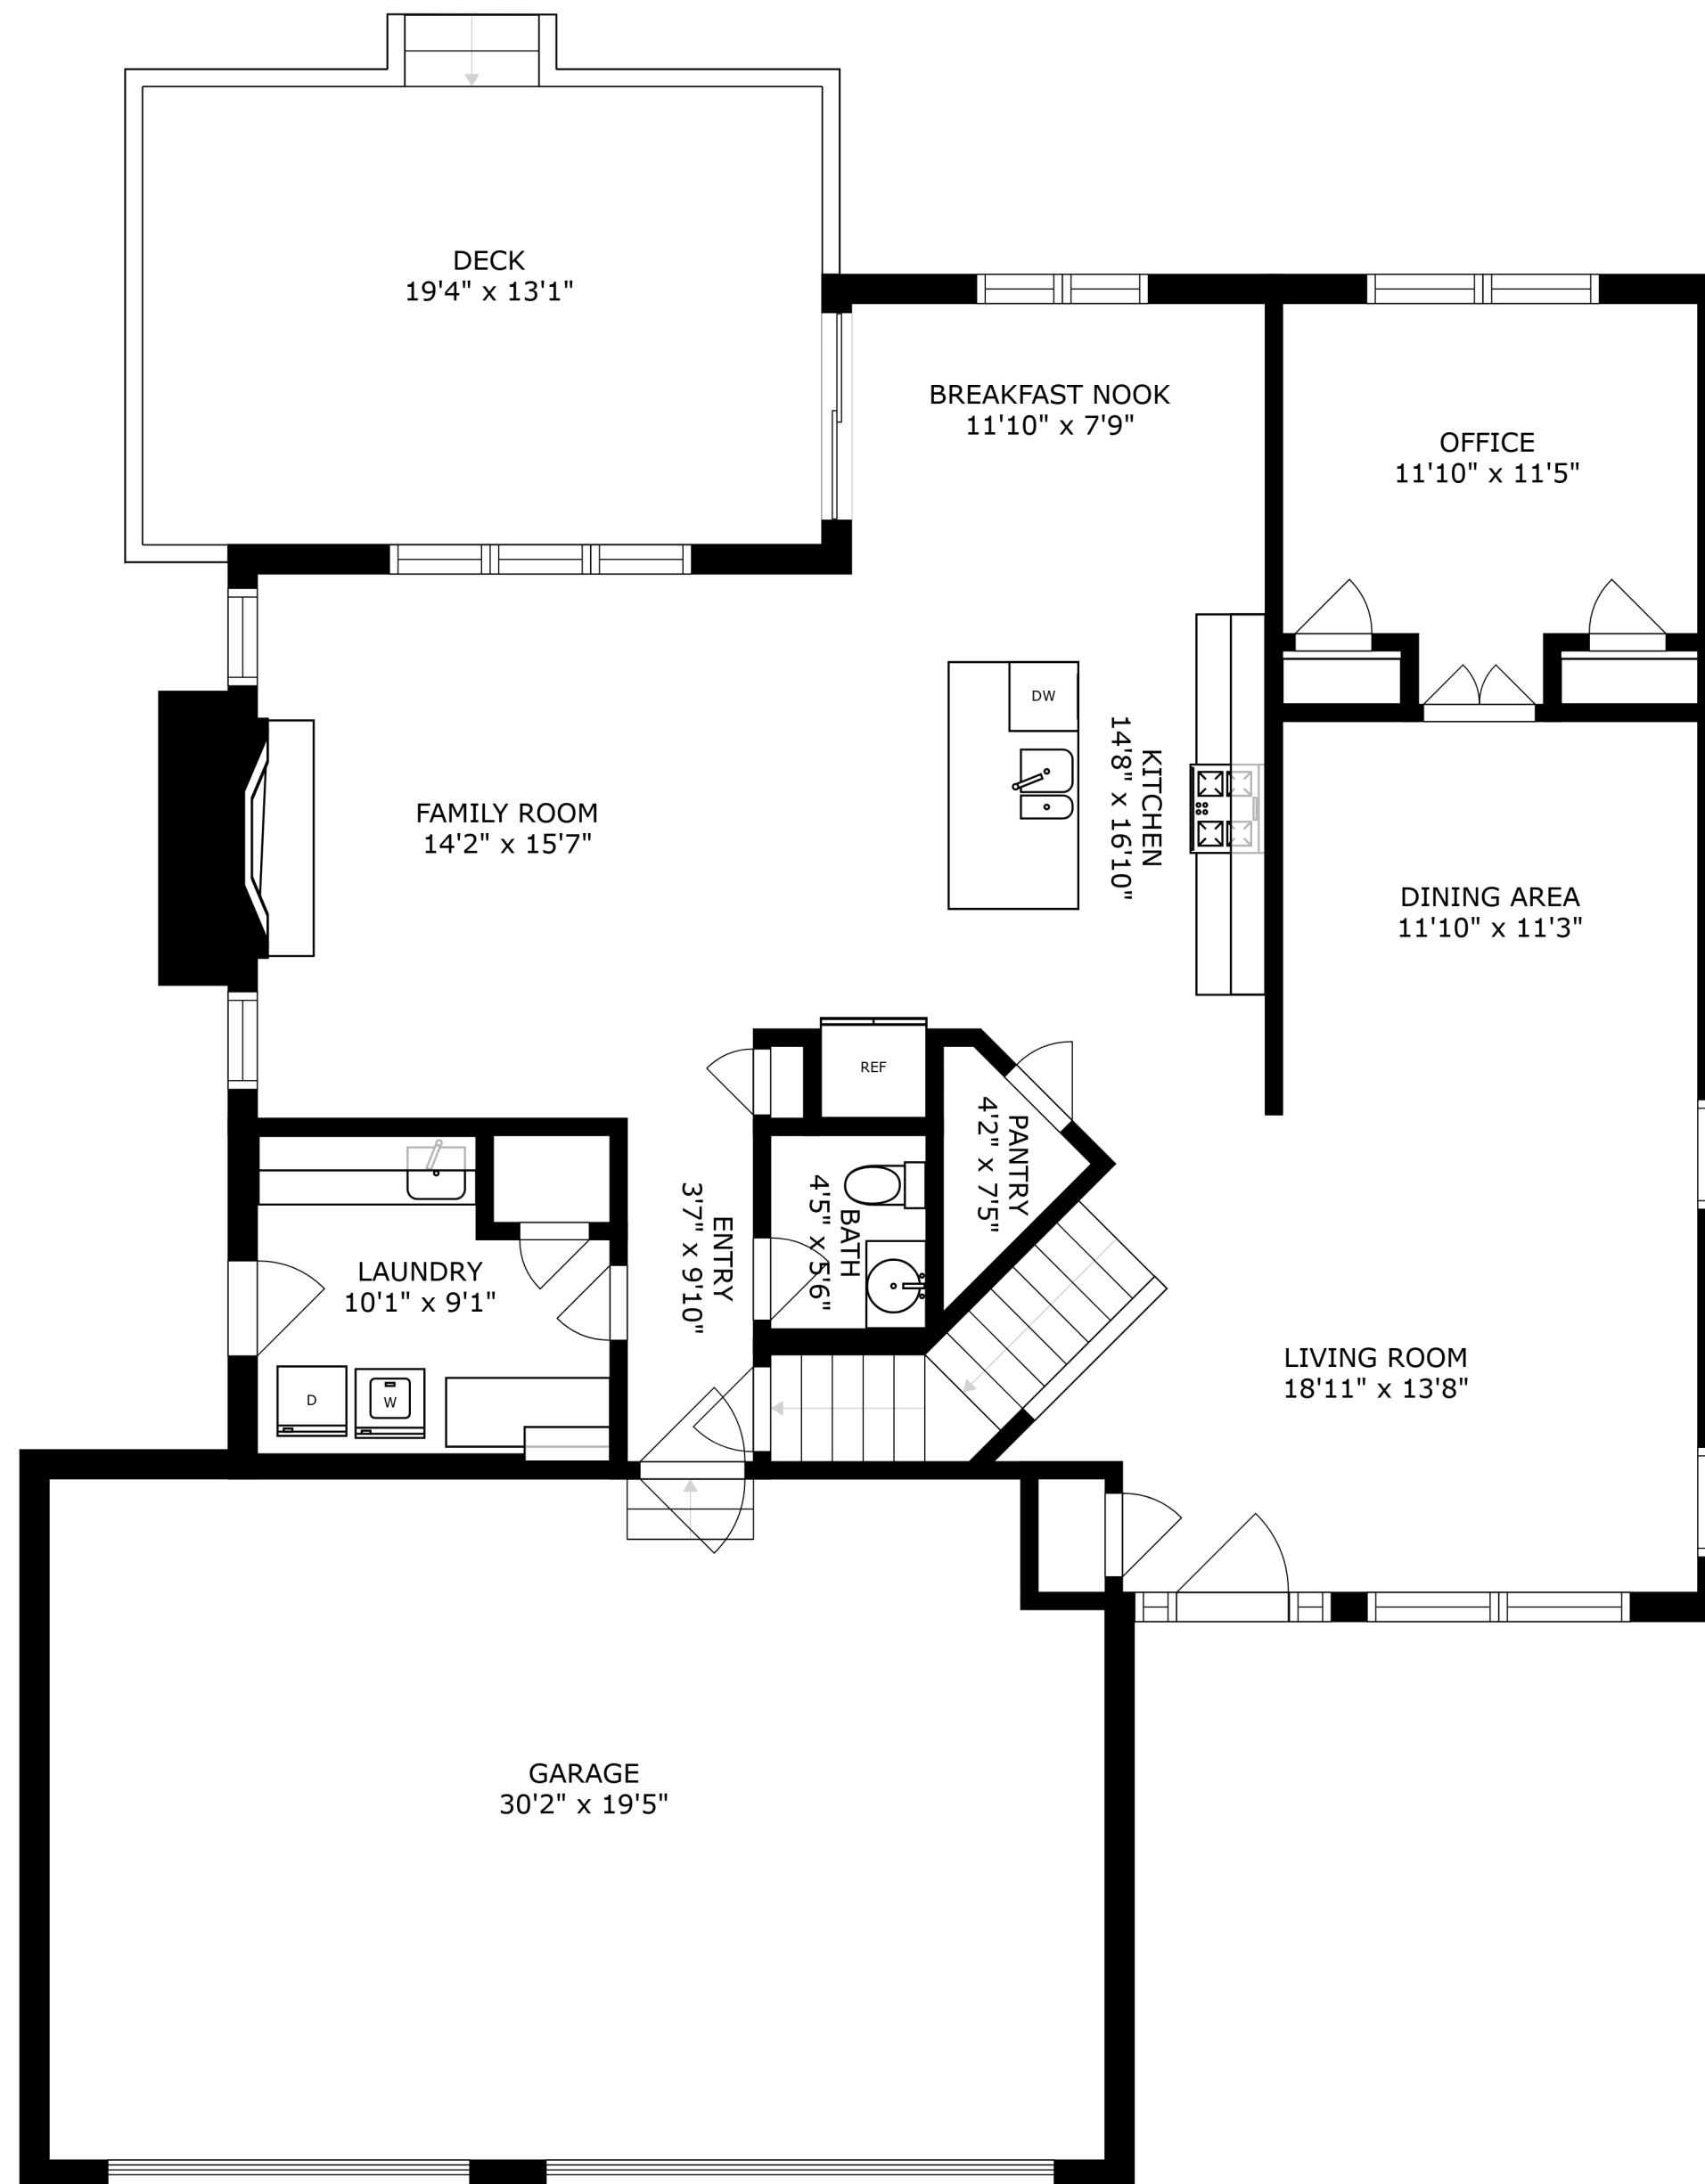 DECK
19'4" x 13'1"
BREAKFAST NOOK
11'10" x 7'9"
OFFICE
11'10" x 11'5"
DW
KITCHEN
14'8" x 16'10"
FAMILY ROOM
14'2" x 15'7"
DINING AREA
11'10" x 11'3"
REF
PANTRY
4'2" x 7'5"
BATH
4'5" x 5'6"
ENTRY
3'7" x 9'10"
LAUNDRY
10'1" x 9'1"
D
W
LIVING ROOM
18'11" x 13'8"
GARAGE
30'2" x 19'5"